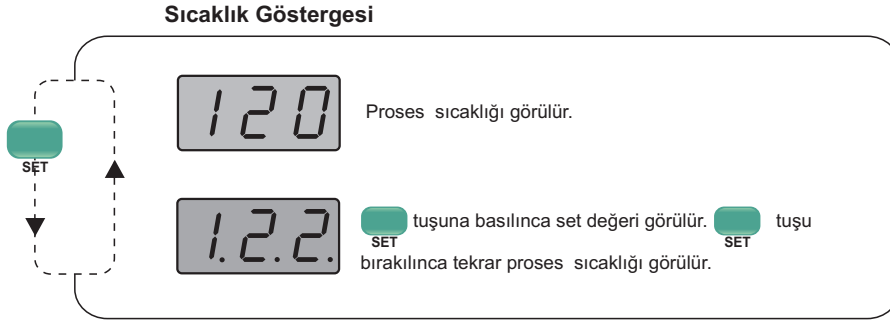 Sıcaklık Göstergesi
120
Proses sıcaklığı görülür.
SET
1.2.2.
tuşuna basılınca set değeri görülür. tuşu
SET SET
bırakılınca tekrar proses sıcaklığı görülür.